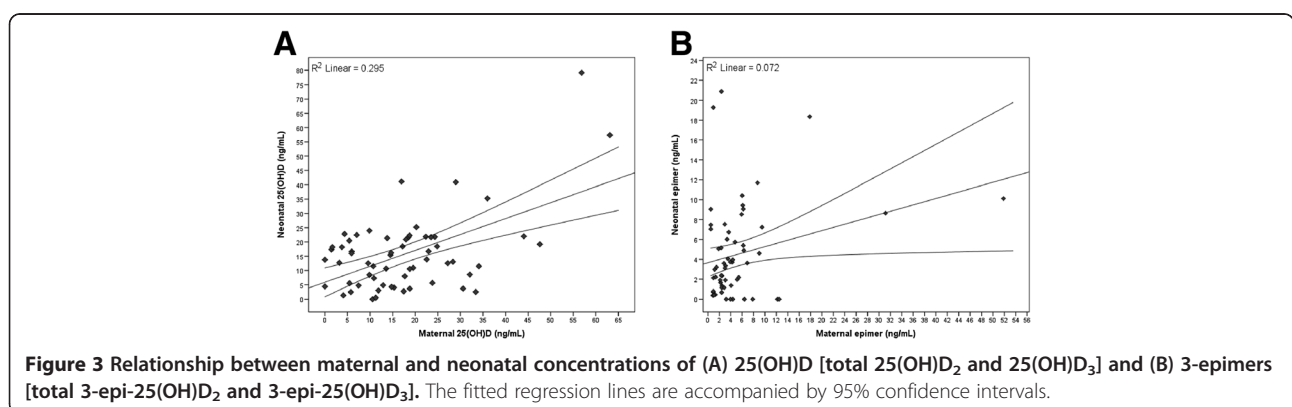 A
B
R² Linear = 0.295
R² Linear = 0.072
Neonatal 25(OH)D (ng/mL)
80
75
70
65
60
55
50
45
40
35
30
25
20
15
10
5
0
0 5 10 15 20 25 30 35 40 45 50 55 60 65
Maternal 25(OH)D (ng/mL)
Neonatal epimer (ng/mL)
24
22
20
18
16
14
12
10
8
6
4
2
0
0 2 4 6 8 10 12 14 16 18 20 22 24 26 28 30 32 34 36 38 40 42 44 46 48 50 52 54 56
Maternal epimer (ng/mL)
Figure 3 Relationship between maternal and neonatal concentrations of (A) 25(OH)D [total 25(OH)D₂ and 25(OH)D₃] and (B) 3-epimers
[total 3-epi-25(OH)D₂ and 3-epi-25(OH)D₃]. The fitted regression lines are accompanied by 95% confidence intervals.